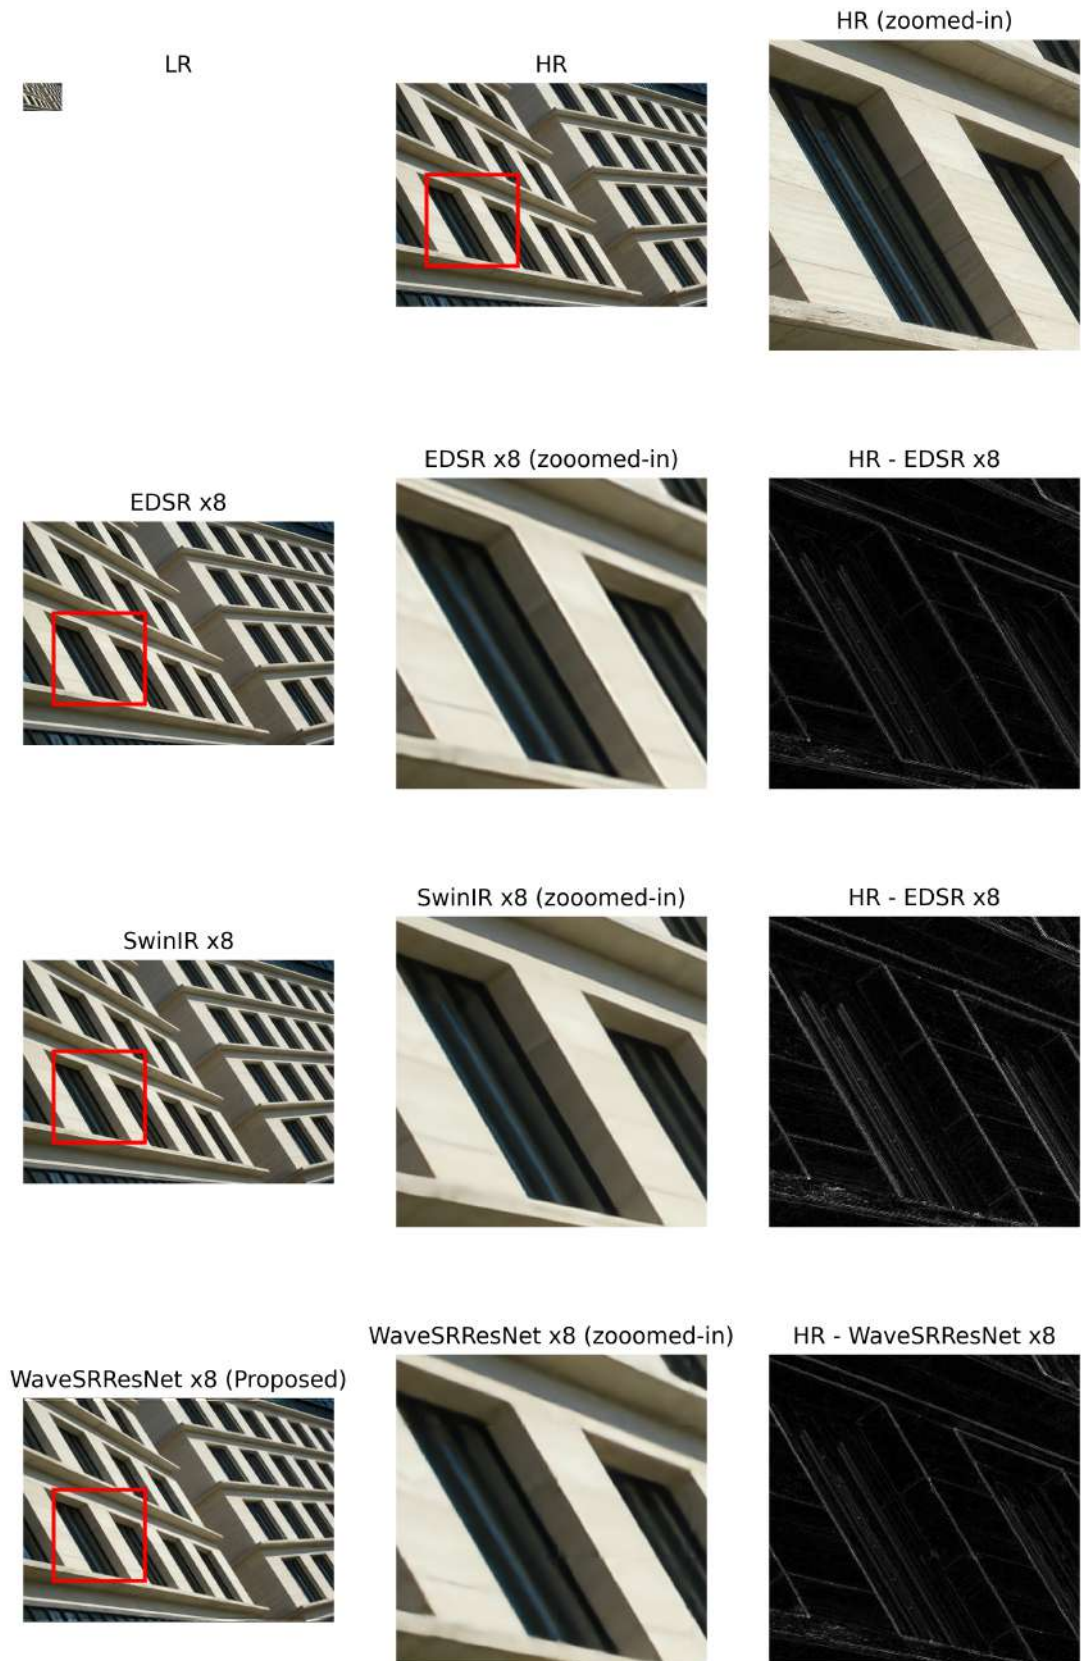 LR
HR
HR (zoomed-in)
EDSR x8
EDSR x8 (zooomed-in)
HR - EDSR x8
SwinIR x8
SwinIR x8 (zooomed-in)
HR - EDSR x8
WaveSRResNet x8 (Proposed)
WaveSRResNet x8 (zooomed-in)
HR - WaveSRResNet x8